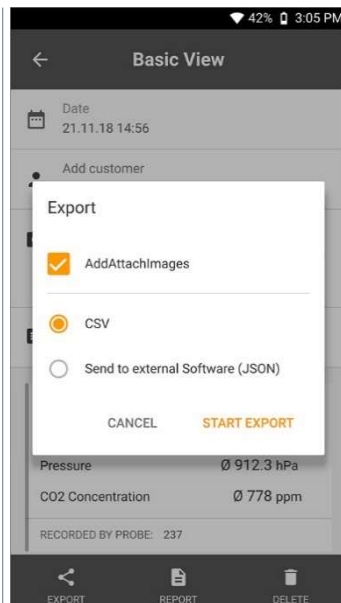 42% 3:05 PM
Basic View
Date
21.11.18 14:56
Add customer
Export
AddAttachImages
CSV
Send to external Software (JSON)
CANCEL START EXPORT
Pressure Ø 912.3 hPa
CO2 Concentration Ø 778 ppm
RECORDED BY PROBE: 237
EXPORT REPORT DELETE